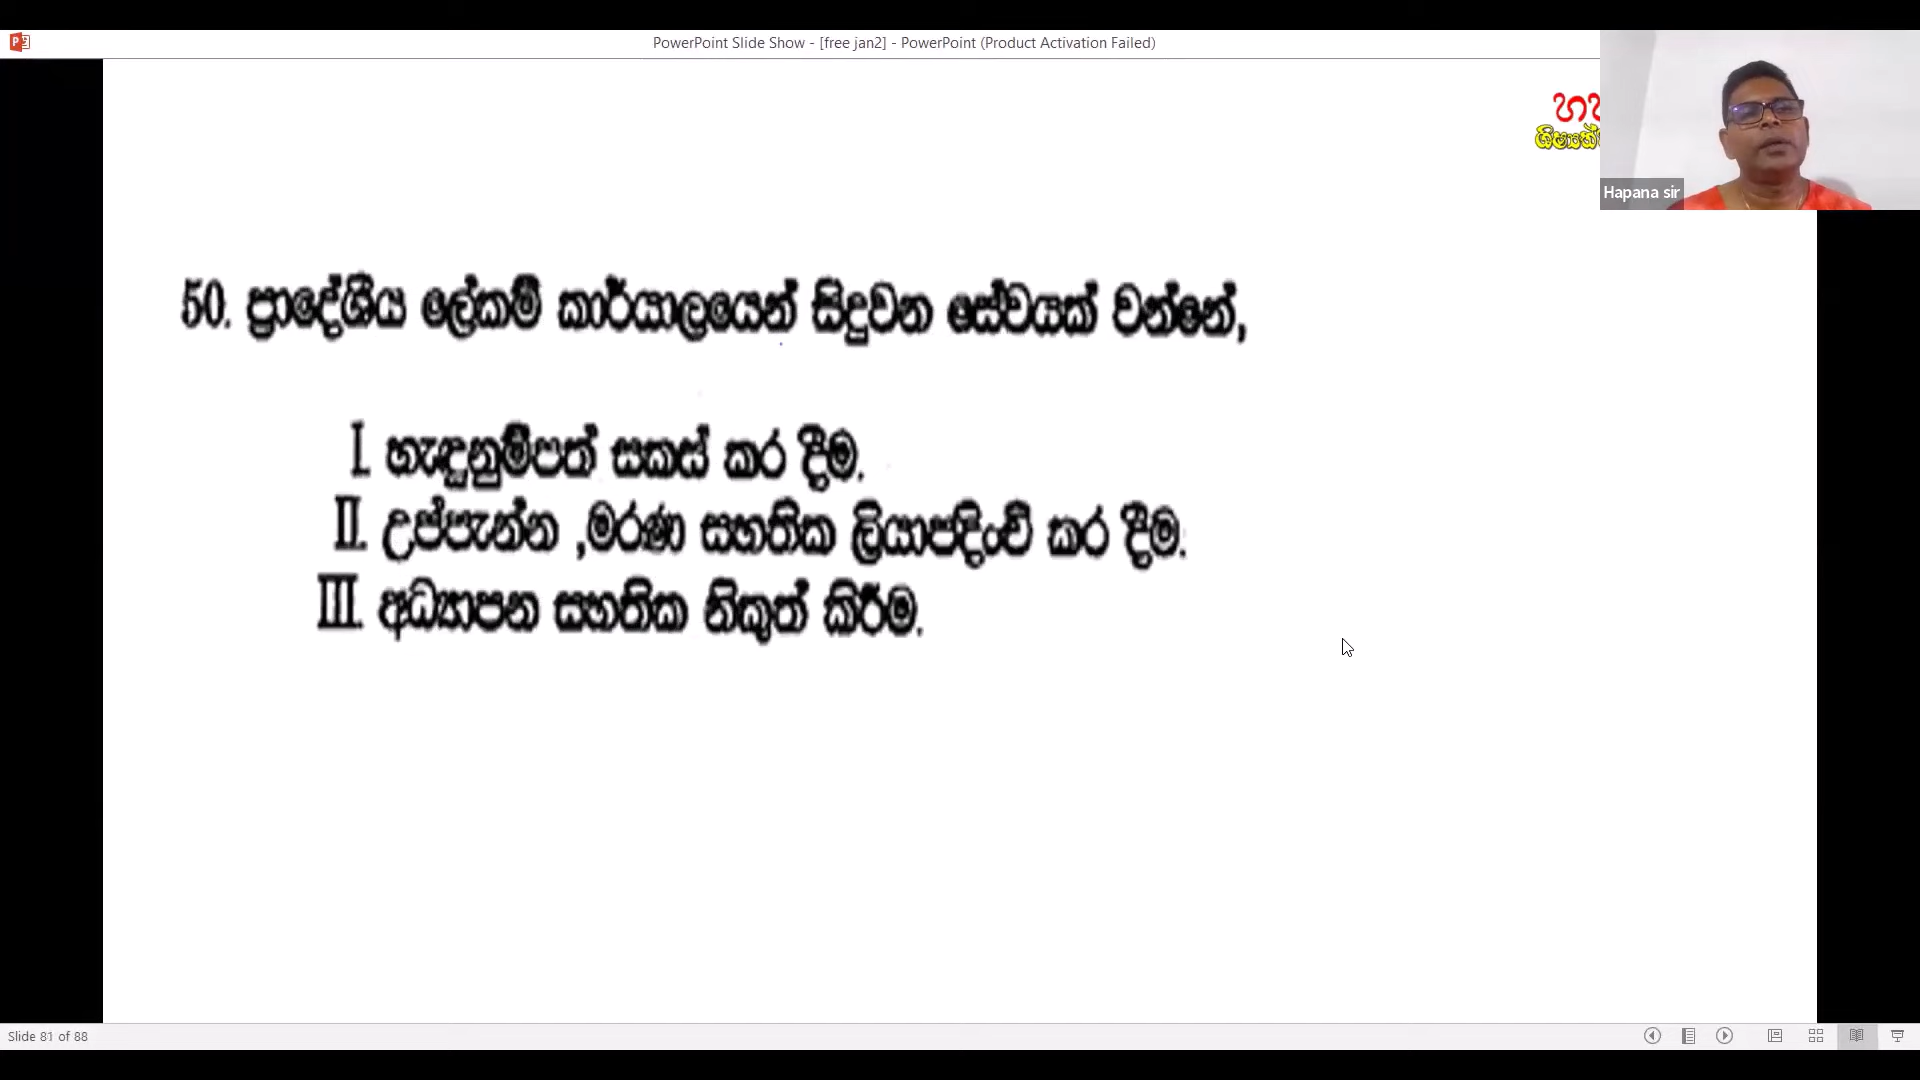 PowerPoint Slide Show - [free jan2] - PowerPoint (Product Activation Failed)
Hapana sir
50. ප්‍රාදේශීය ලේකම් කාර්යාලයෙන් සිදුවන සේවයක් වන්නේ,
I. හැඳුනුම්පත් සකස් කර දීම.
II. උප්පැන්න ,මරණ සහතික ලියාපදිංචි කර දීම.
III. අධ්‍යාපන සහතික නිකුත් කිරීම.
Slide 81 of 88